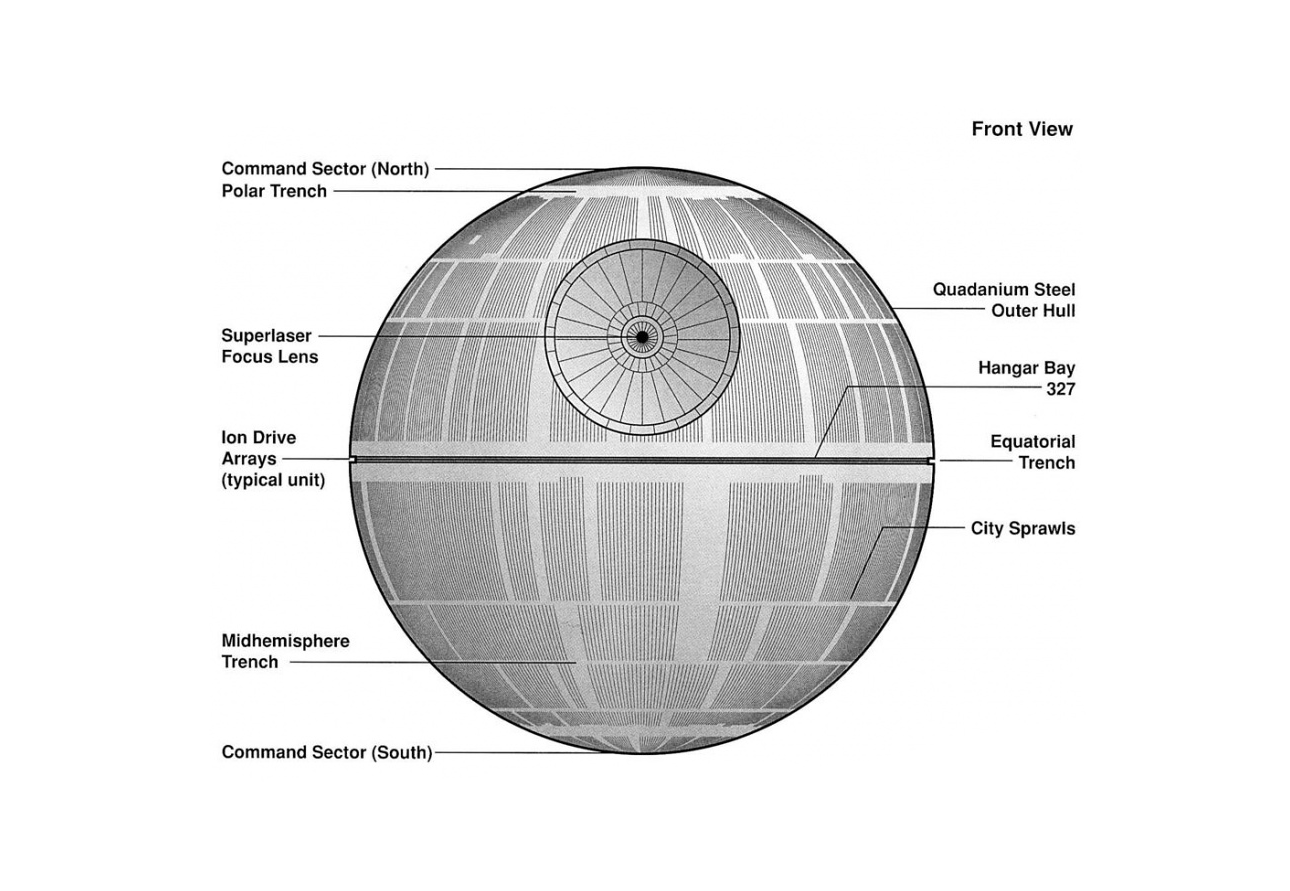 Front View
Command Sector (North)
Polar Trench
Quadanium Steel
Outer Hull
Superlaser
Focus Lens
Hangar Bay
327
Ion Drive
Arrays
(typical unit)
Equatorial
Trench
City Sprawls
Midhemisphere
Trench
Command Sector (South)